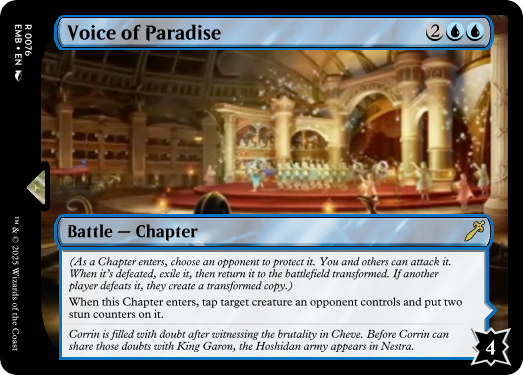 Voice of Paradise 2
R 0076
EMB • EN
Battle — Chapter
(As a Chapter enters, choose an opponent to protect it. You and others can attack it.
When it's defeated, exile it, then return it to the battlefield transformed. If another
player defeats it, they create a transformed copy.)
When this Chapter enters, tap target creature an opponent controls and put two
stun counters on it.
Corrin is filled with doubt after witnessing the brutality in Cheve. Before Corrin can
share those doubts with King Garon, the Hoshidan army appears in Nestra.
4
™ & © 2025 Wizards of the Coast